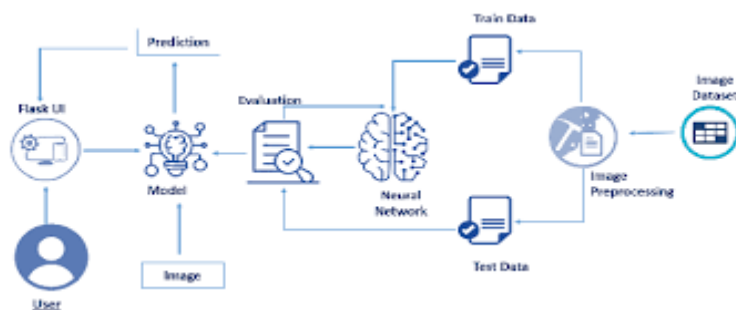 Train Data
Prediction
Image
Dataset
Flask UI
Evaluation
Model
Neural
Network
Image
Preprocessing
Image
Test Data
User